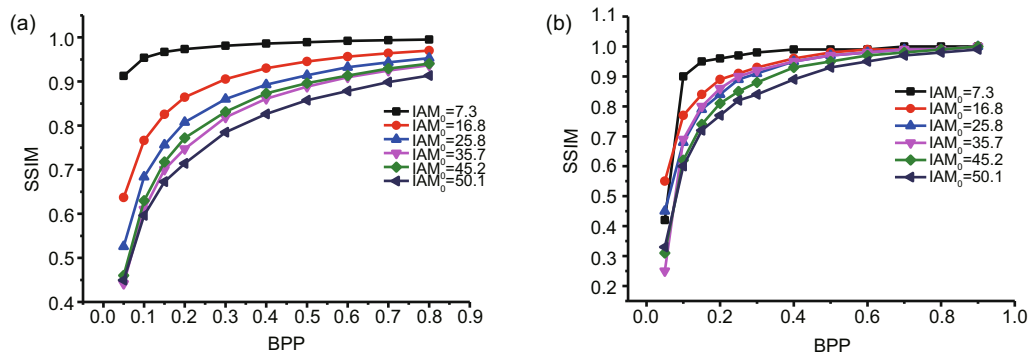 (a)
1.0
0.9
0.8
0.7
0.6
0.5
0.4
SSIM
0.0 0.1 0.2 0.3 0.4 0.5 0.6 0.7 0.8 0.9
BPP
IAM₀=7.3
IAM₀=16.8
IAM₀=25.8
IAM₀=35.7
IAM₀=45.2
IAM₀=50.1
(b)
1.1
1.0
0.9
0.8
0.7
0.6
0.5
0.4
0.3
0.2
SSIM
0.0 0.2 0.4 0.6 0.8 1.0
BPP
IAM₀=7.3
IAM₀=16.8
IAM₀=25.8
IAM₀=35.7
IAM₀=45.2
IAM₀=50.1